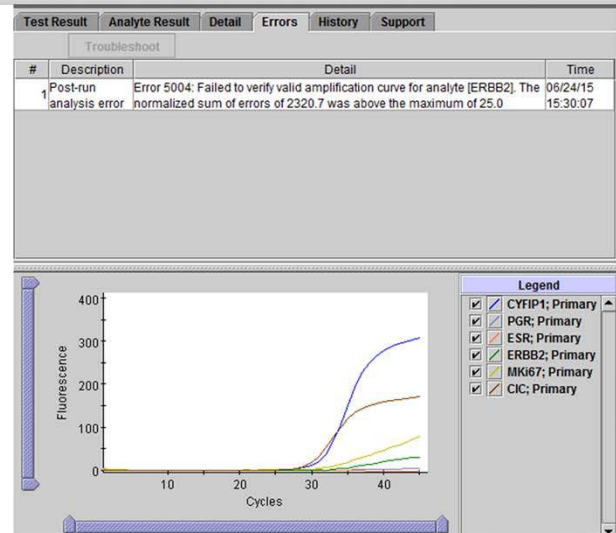 Test Result Analyte Result Detail Errors History Support
Troubleshoot
# Description Detail Time
1 Post-run analysis error Error 5004: Failed to verify valid amplification curve for analyte [ERBB2]. The normalized sum of errors of 2320.7 was above the maximum of 25.0 06/24/15 15:30:07
Legend
CYFIP1; Primary
PGR; Primary
ESR; Primary
ERBB2; Primary
MKi67; Primary
CIC; Primary
Fluorescence
400
300
200
100
0
10 20 30 40
Cycles